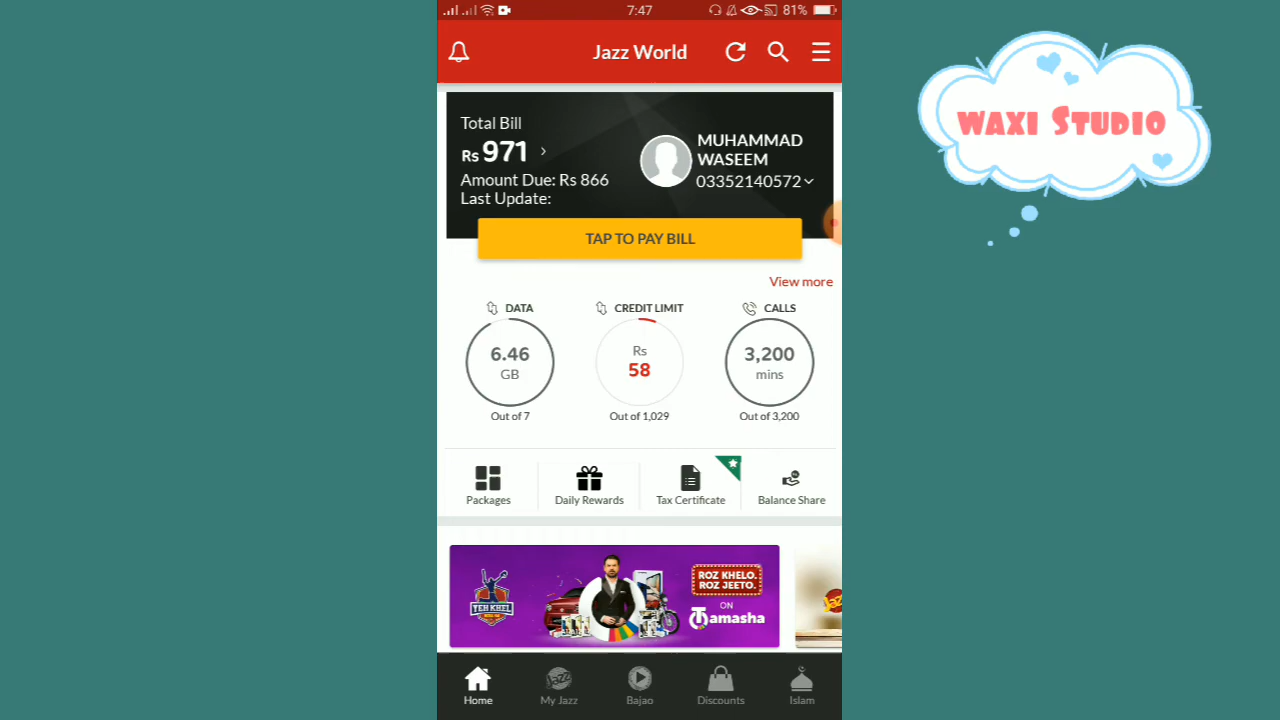 7:47
81%
Jazz World
WAXI STUDIO
Total Bill
Rs 971
Amount Due: Rs 866
Last Update:
MUHAMMAD
WASEEM
03352140572
TAP TO PAY BILL
View more
DATA
CREDIT LIMIT
CALLS
6.46
GB
Rs
58
3,200
mins
Out of 7
Out of 1,029
Out of 3,200
Packages
Daily Rewards
Tax Certificate
Balance Share
YEH KHEL
ROZ KHELO.
ROZ JEETO.
ON
Tamasha
Home
My Jazz
Bajao
Discounts
Islam